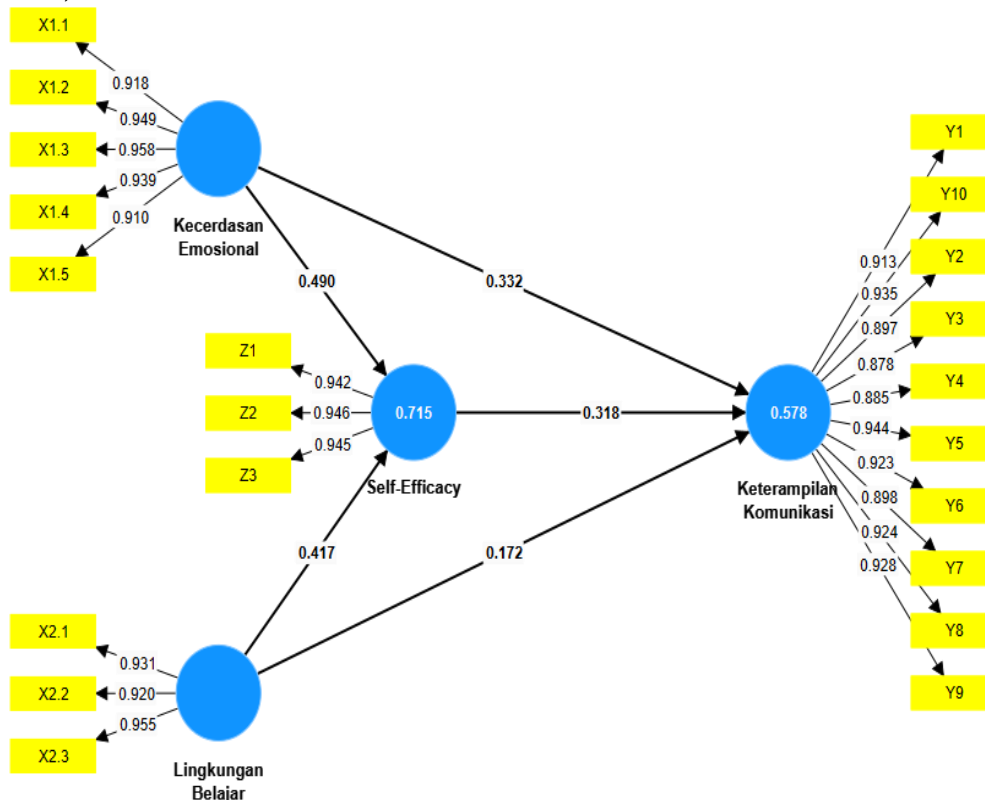 X1.1
X1.2
X1.3
X1.4
X1.5
0.918
0.949
0.958
0.939
0.910
Kecerdasan
Emosional
0.490
0.332
Z1
Z2
Z3
0.942
0.946
0.945
0.715
Self-Efficacy
0.318
0.417
0.172
X2.1
X2.2
X2.3
0.931
0.920
0.955
Lingkungan
Belajar
0.578
Keterampilan
Komunikasi
0.913
0.935
0.897
0.878
0.885
0.944
0.923
0.898
0.924
0.928
Y1
Y10
Y2
Y3
Y4
Y5
Y6
Y7
Y8
Y9